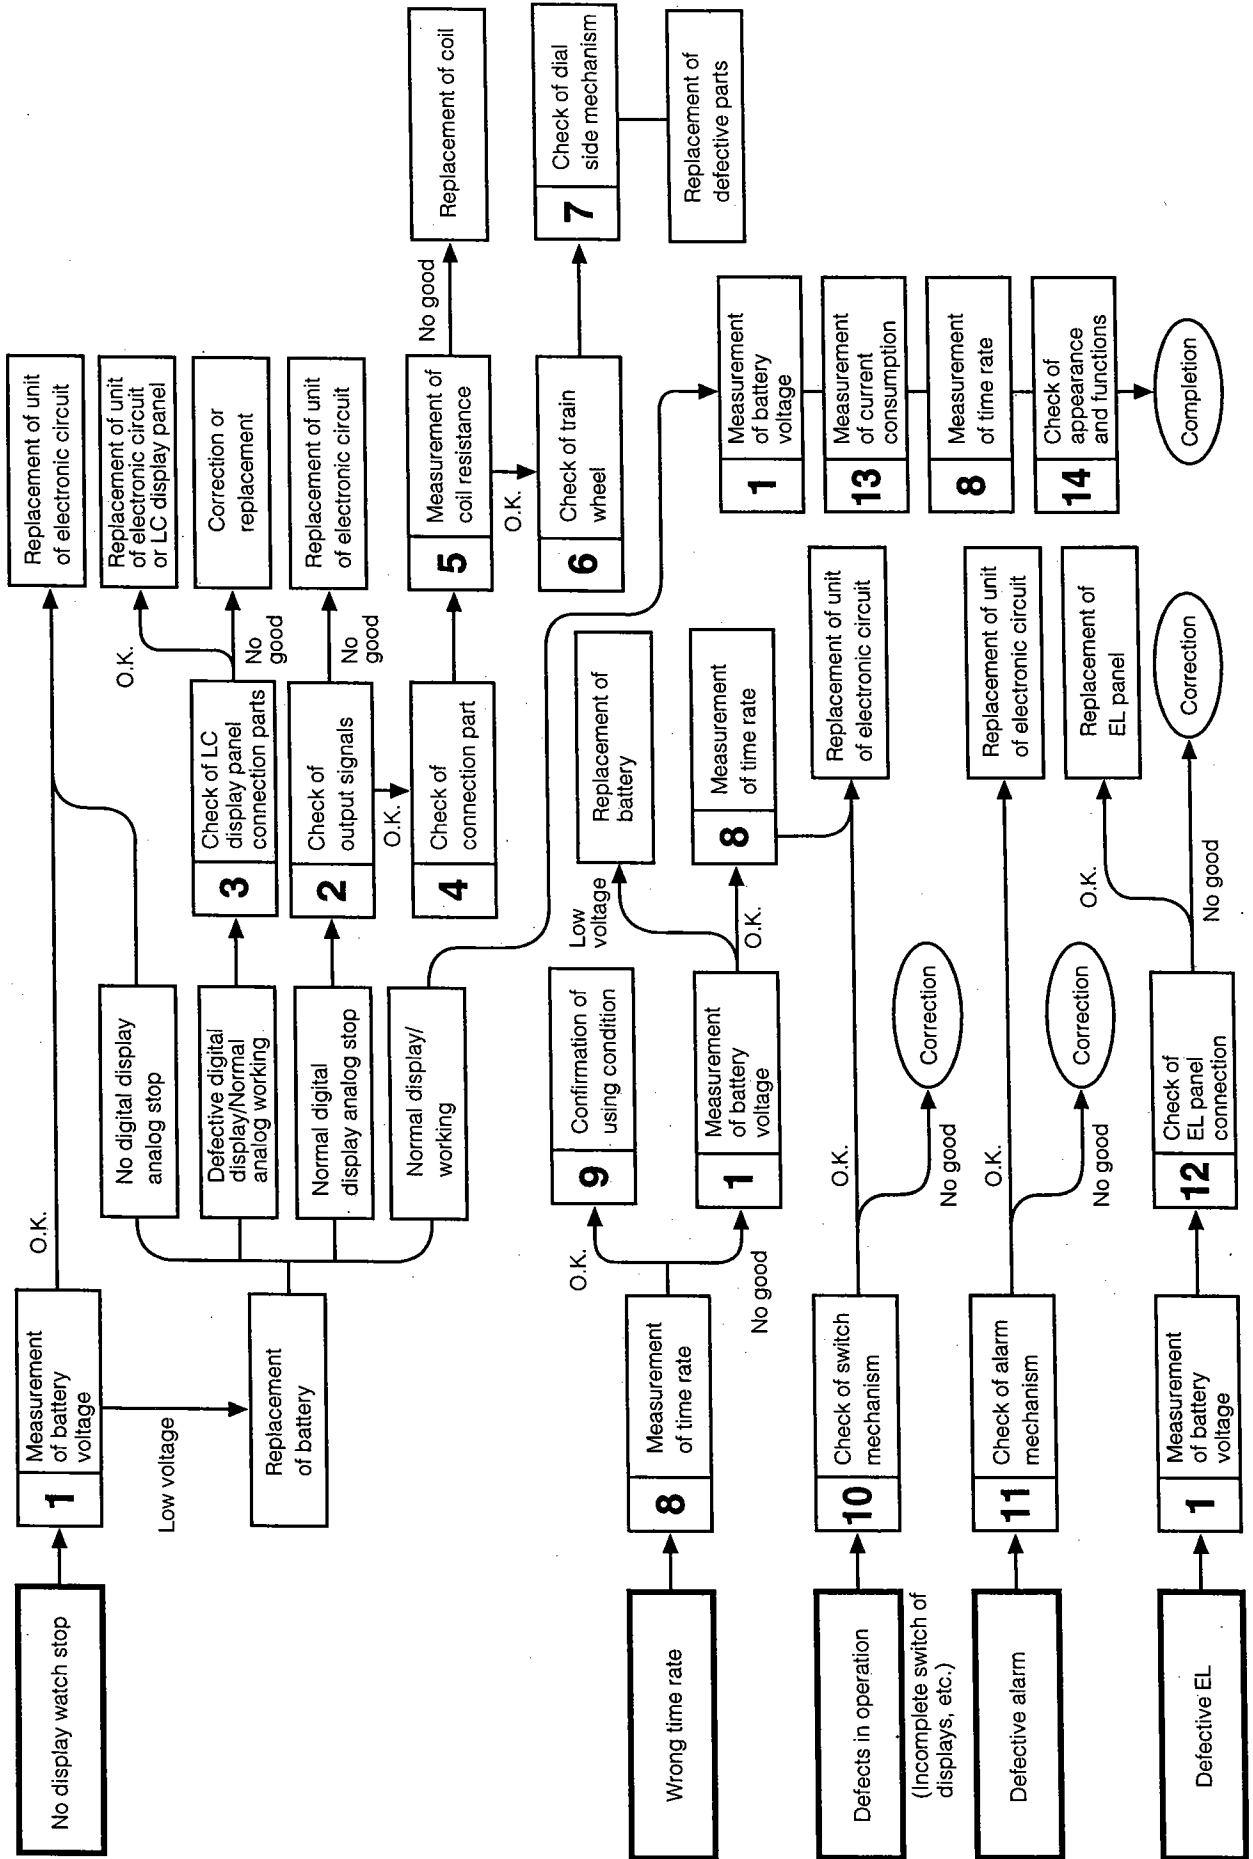 No display watch stop
1
Measurement
of battery
voltage
O.K.
Replacement of unit
of electronic circuit
Low voltage
Replacement
of battery
No digital display
analog stop
Defective digital
display/Normal
analog working
3
Check of LC
display panel
connection parts
O.K.
Replacement of unit
of electronic circuit
or LC display panel
No
good
Correction or
replacement
Normal digital
display analog stop
2
Check of
output signals
No
good
Replacement of unit
of electronic circuit
O.K.
4
Check of
connection part
5
Measurement of
coil resistance
No good
Replacement of coil
O.K.
6
Check of train
wheel
7
Check of dial
side mechanism
Replacement of
defective parts
Normal display/
working
1
Measurement
of battery
voltage
13
Measurement
of current
consumption
8
Measurement
of time rate
14
Check of
appearance
and functions
Completion
Wrong time rate
8
Measurement
of time rate
O.K.
9
Confirmation of
using condition
No good
1
Measurement
of battery
voltage
Low
voltage
Replacement of
battery
O.K.
8
Measurement
of time rate
Defects in operation
(Incomplete switch of
displays, etc.)
10
Check of switch
mechanism
O.K.
Replacement of unit
of electronic circuit
No good
Correction
Defective alarm
11
Check of alarm
mechanism
O.K.
Replacement of unit
of electronic circuit
No good
Correction
Defective EL
1
Measurement
of battery
voltage
12
Check of
EL panel
connection
O.K.
Replacement of
EL panel
No good
Correction